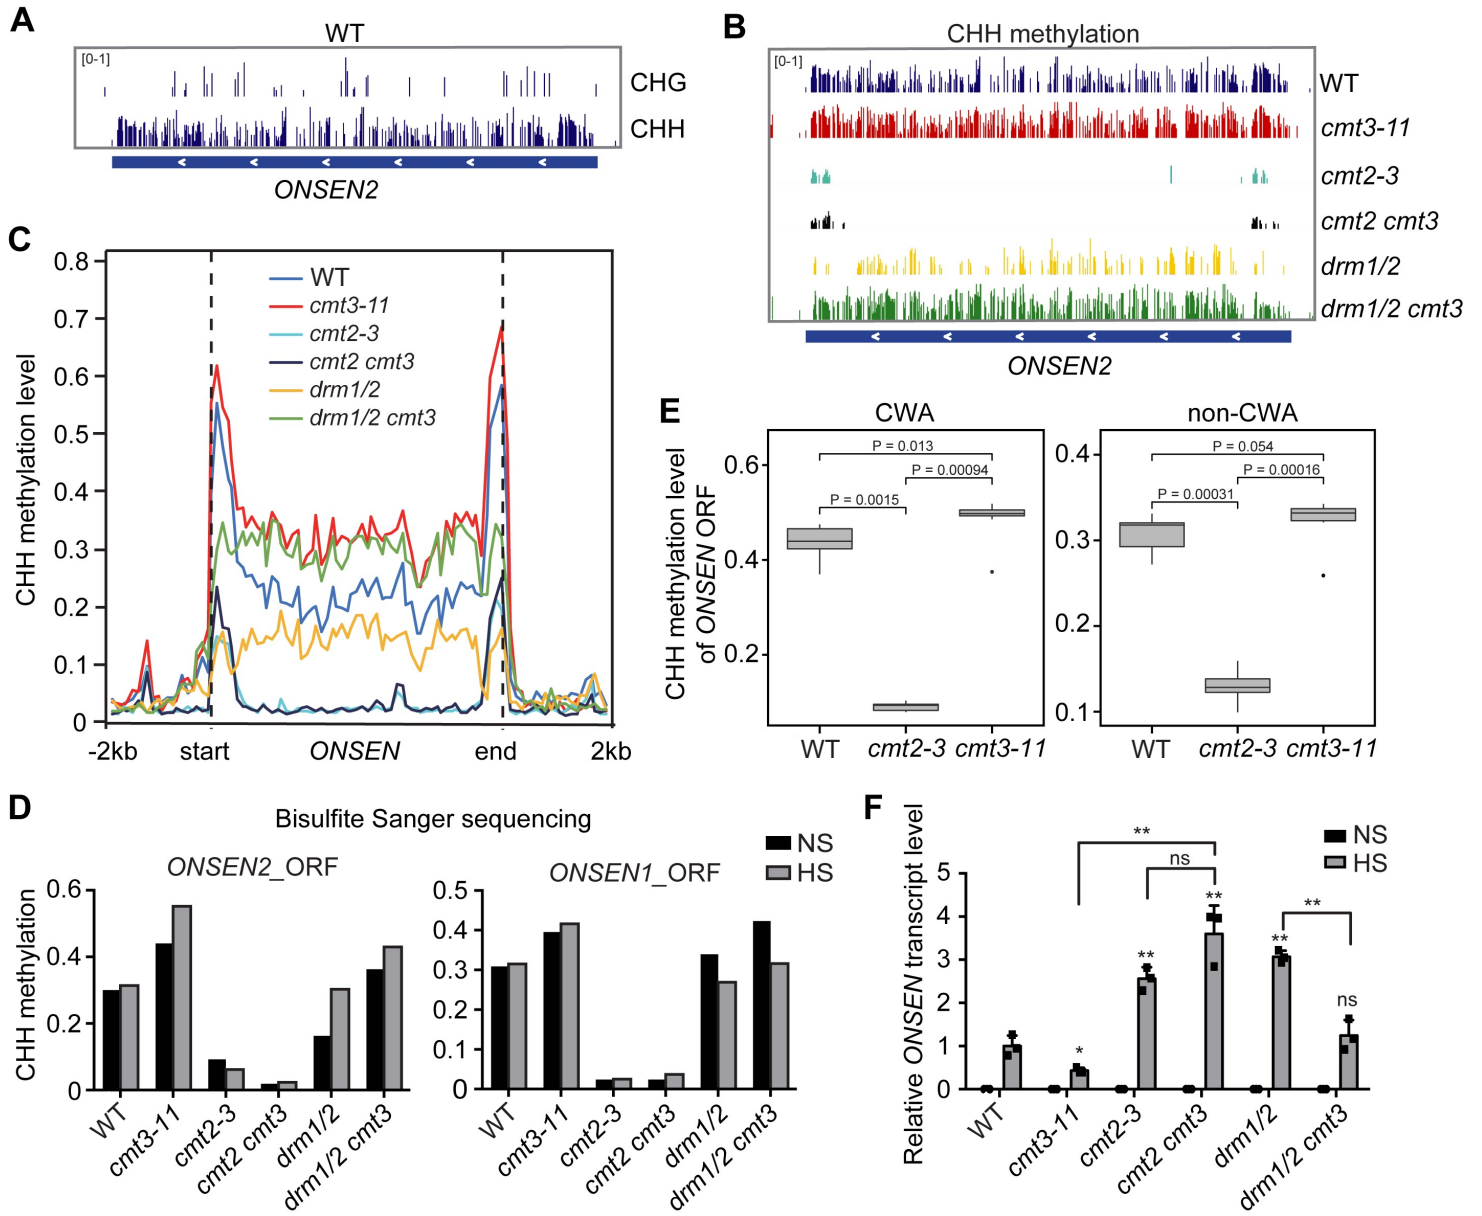 A
WT
[0-1]
CHG
CHH
ONSEN2
B
CHH methylation
[0-1]
WT
cmt3-11
cmt2-3
cmt2 cmt3
drm1/2
drm1/2 cmt3
ONSEN2
C
CHH methylation level
0.8
0.7
0.6
0.5
0.4
0.3
0.2
0.1
0
WT
cmt3-11
cmt2-3
cmt2 cmt3
drm1/2
drm1/2 cmt3
-2kb
start
ONSEN
end
2kb
E
CWA
non-CWA
CHH methylation level
of ONSEN ORF
0.6
0.4
0.2
P = 0.013
P = 0.00094
P = 0.0015
WT
cmt2-3
cmt3-11
0.4
0.3
0.2
0.1
P = 0.054
P = 0.00016
P = 0.00031
WT
cmt2-3
cmt3-11
D
Bisulfite Sanger sequencing
NS
HS
ONSEN2_ORF
CHH methylation
0.6
0.4
0.2
0
WT
cmt3-11
cmt2-3
cmt2 cmt3
drm1/2
drm1/2 cmt3
ONSEN1_ORF
0.5
0.4
0.3
0.2
0.1
0
WT
cmt3-11
cmt2-3
cmt2 cmt3
drm1/2
drm1/2 cmt3
F
NS
HS
Relative ONSEN transcript level
5
4
3
2
1
0
**
ns
**
**
**
**
*
ns
WT
cmt3-11
cmt2-3
cmt2 cmt3
drm1/2
drm1/2 cmt3